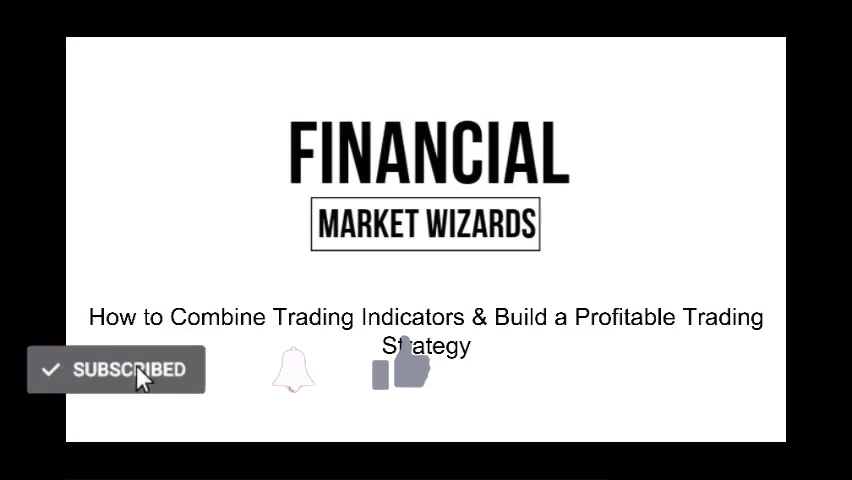 FINANCIAL
MARKET WIZARDS
How to Combine Trading Indicators & Build a Profitable Trading
Strategy
SUBSCRIBED